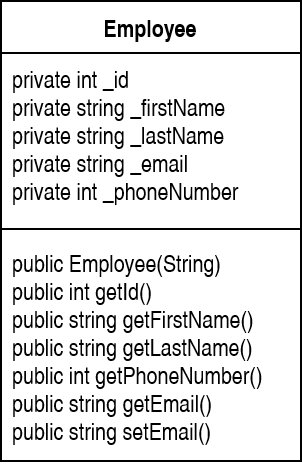 Employee
private int _id
private string _firstName
private string _lastName
private string _email
private int _phoneNumber
public Employee(String)
public int getId()
public string getFirstName()
public string getLastName()
public int getPhoneNumber()
public string getEmail()
public string setEmail()